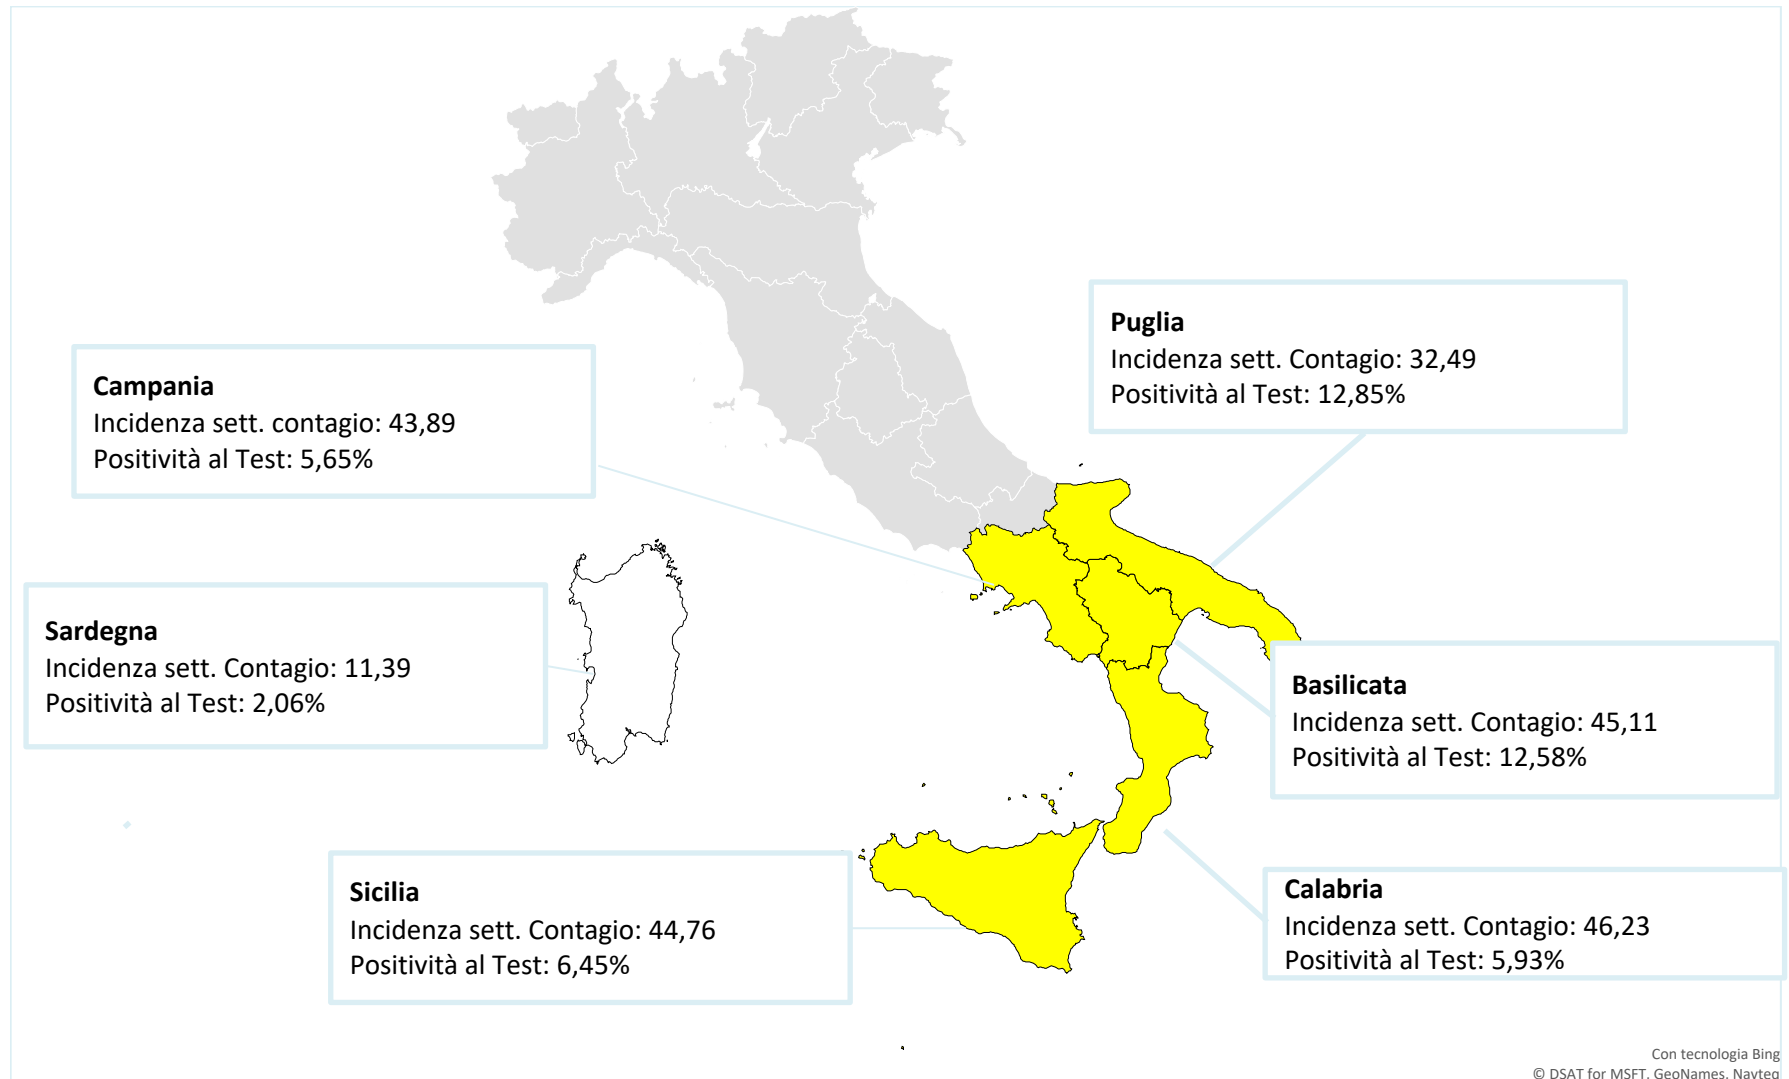 Puglia
Incidenza sett. Contagio: 32,49
Positività al Test: 12,85%
Campania
Incidenza sett. contagio: 43,89
Positività al Test: 5,65%
Sardegna
Incidenza sett. Contagio: 11,39
Positività al Test: 2,06%
Basilicata
Incidenza sett. Contagio: 45,11
Positività al Test: 12,58%
Sicilia
Incidenza sett. Contagio: 44,76
Positività al Test: 6,45%
Calabria
Incidenza sett. Contagio: 46,23
Positività al Test: 5,93%
Con tecnologia Bing
© DSAT for MSFT, GeoNames, Navteq